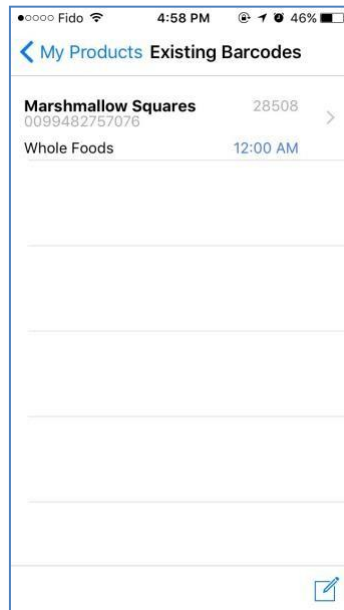 Fido 4:58 PM 46%
My Products Existing Barcodes
Marshmallow Squares 28508
0099482757076
Whole Foods 12:00 AM